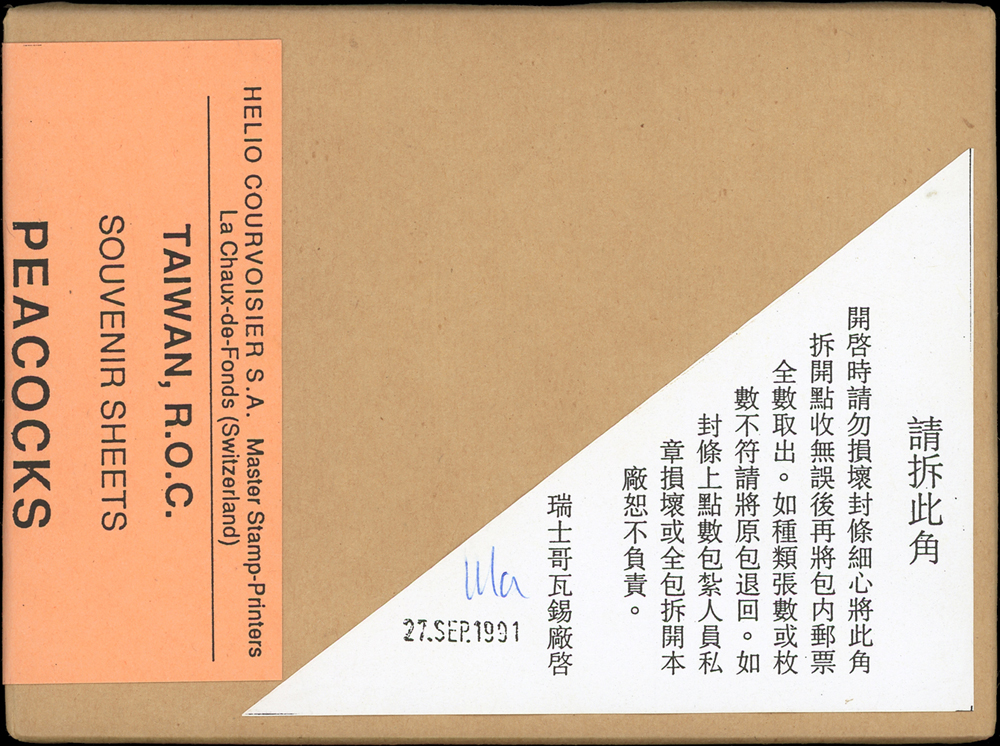 HELIO COURVOISIER S.A. Master Stamp-Printers
La Chaux-de-Fonds (Switzerland)
TAIWAN, R.O.C.
SOUVENIR SHEETS
PEACOCKS
請拆此角
開啓時請勿損壞封條細心將此角
拆開點收無誤後再將包内郵票
全數取出。如種類張數或枚
數不符請將原包退回。如
封條上點數包紮人員私
章損壞或全包拆開本
廠恕不負責。
瑞士哥瓦錫廠啓
27.SEP.1991